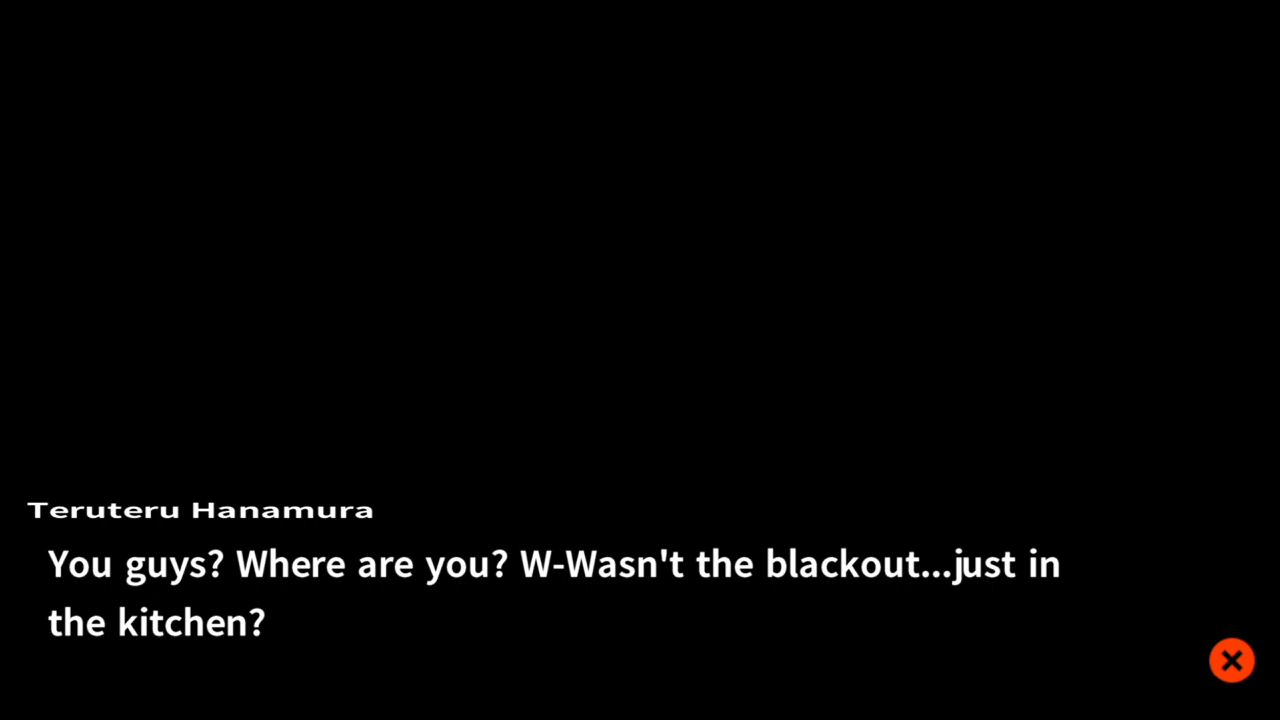 Teruteru Hanamura
You guys? Where are you? W-Wasn't the blackout...just in
the kitchen?